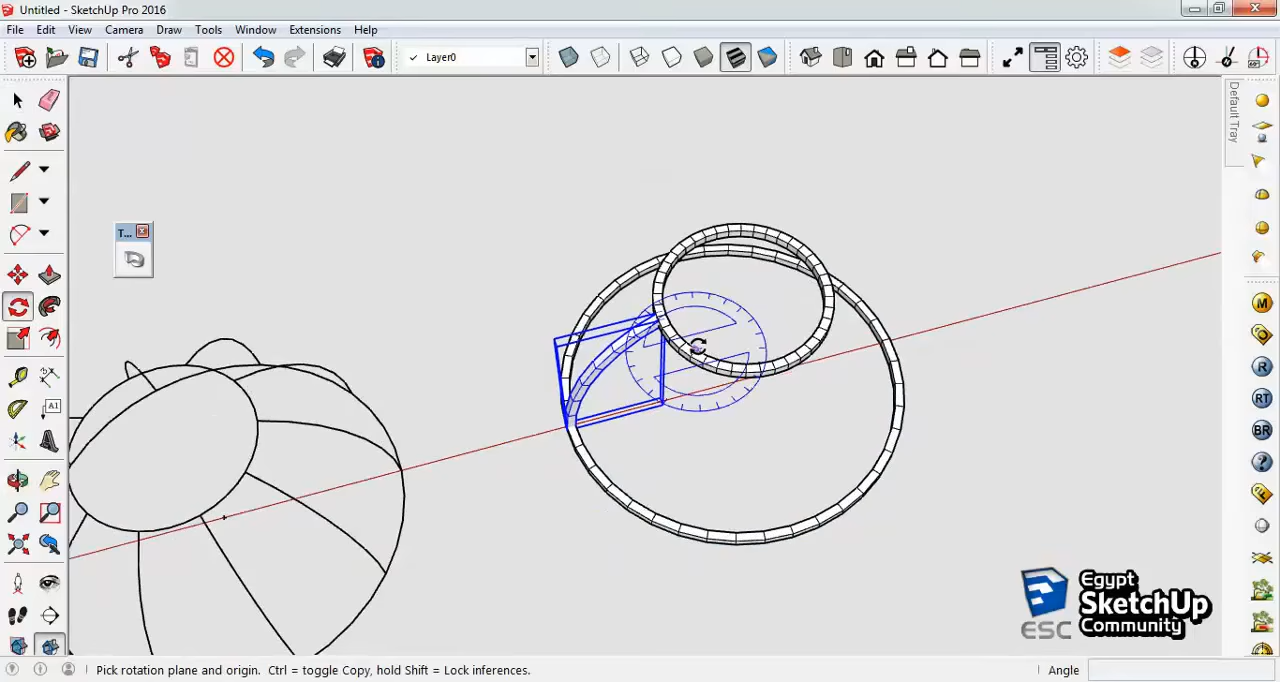 Untitled - SketchUp Pro 2016
File Edit View Camera Draw Tools Window Extensions Help
Layer0
Default Tray
T...
A1
M
R
RT
BR
Egypt
SketchUp
Community
ESC
Pick rotation plane and origin. Ctrl = toggle Copy, hold Shift = Lock inferences.
Angle